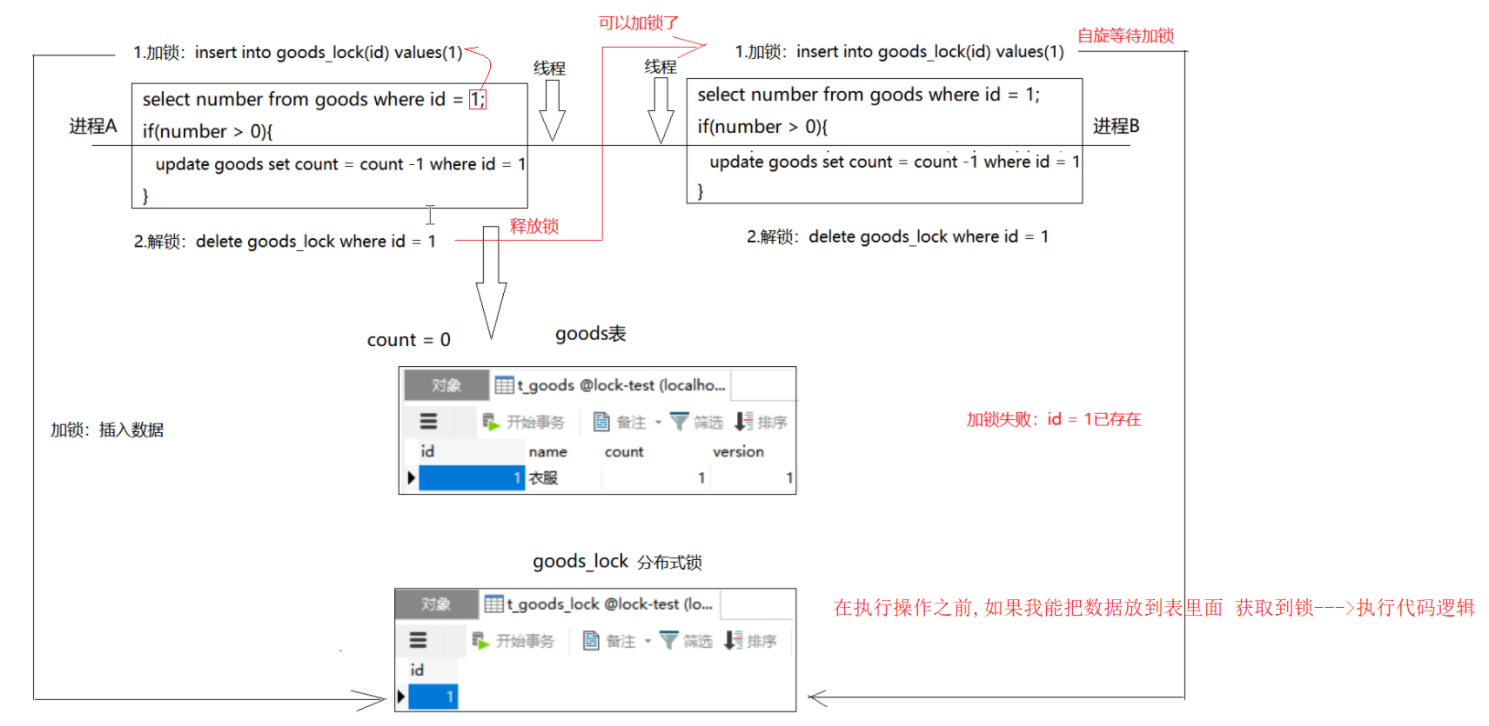 可以加锁了
自旋等待加锁
1.加锁：insert into goods_lock(id) values(1)
1.加锁：insert into goods_lock(id) values(1)
线程
线程
进程A
select number from goods where id = 1;
if(number > 0){
update goods set count = count -1 where id = 1
}
select number from goods where id = 1;
if(number > 0){
update goods set count = count -1 where id = 1
}
进程B
2.解锁：delete goods_lock where id = 1
释放锁
2.解锁：delete goods_lock where id = 1
count = 0
goods表
对象 t_goods @lock-test (localho...
开始事务 备注 筛选 排序
id name count version
1 衣服 1 1
加锁：插入数据
加锁失败：id = 1已存在
goods_lock 分布式锁
对象 t_goods_lock @lock-test (lo...
开始事务 备注 筛选 排序
id
1
在执行操作之前,如果我能把数据放到表里面 获取到锁--->执行代码逻辑